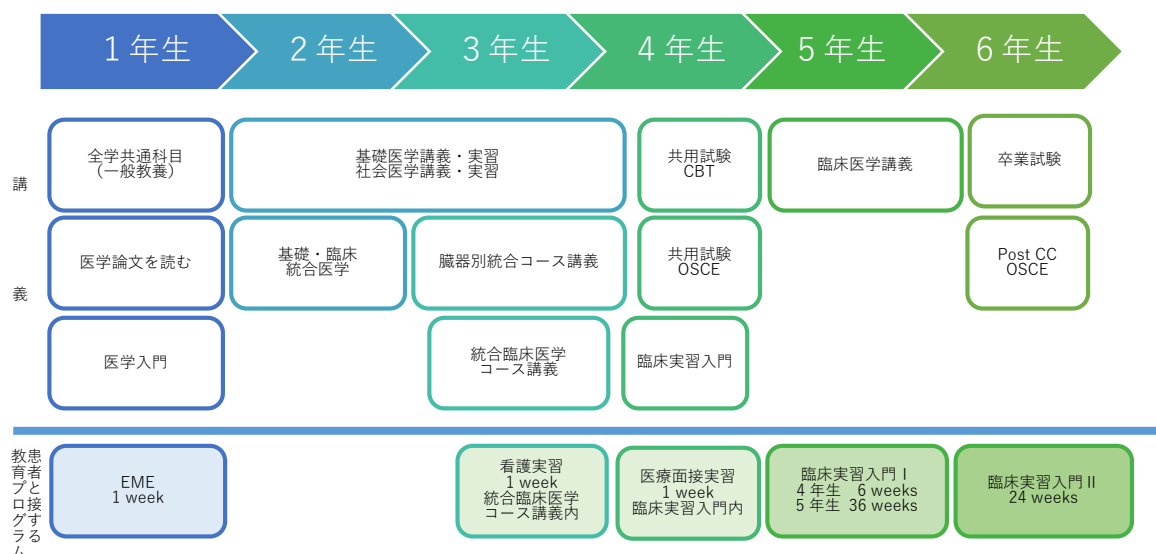 1 年生
2 年生
3 年生
4 年生
5 年生
6 年生
講
義
全学共通科目
(一般教養)
基礎医学講義・実習
社会医学講義・実習
共用試験
CBT
臨床医学講義
卒業試験
医学論文を読む
基礎・臨床
統合医学
臓器別統合コース講義
共用試験
OSCE
Post CC
OSCE
医学入門
統合臨床医学
コース講義
臨床実習入門
患者と接する
教育プログラム
EME
1 week
看護実習
1 week
統合臨床医学
コース講義内
医療面接実習
1 week
臨床実習入門内
臨床実習入門Ⅰ
4 年生 6 weeks
5 年生 36 weeks
臨床実習入門Ⅱ
24 weeks